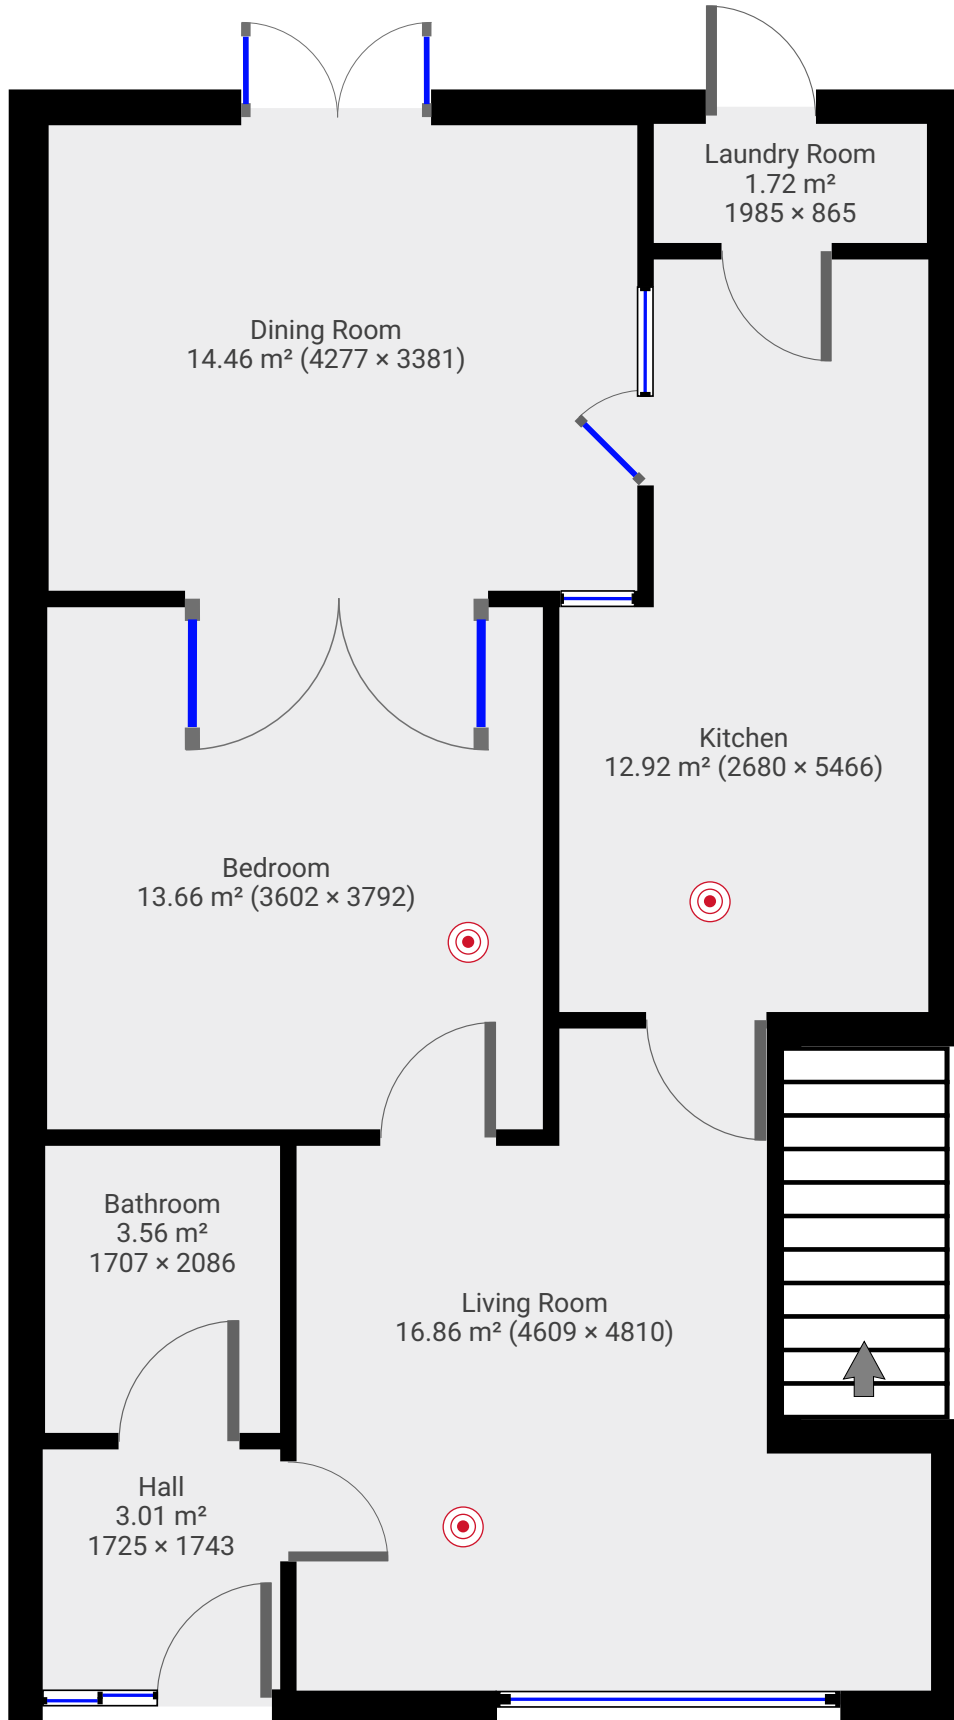 Laundry Room
1.72 m²
1985 × 865
Dining Room
14.46 m² (4277 × 3381)
Kitchen
12.92 m² (2680 × 5466)
Bedroom
13.66 m² (3602 × 3792)
Bathroom
3.56 m²
1707 × 2086
Living Room
16.86 m² (4609 × 4810)
Hall
3.01 m²
1725 × 1743